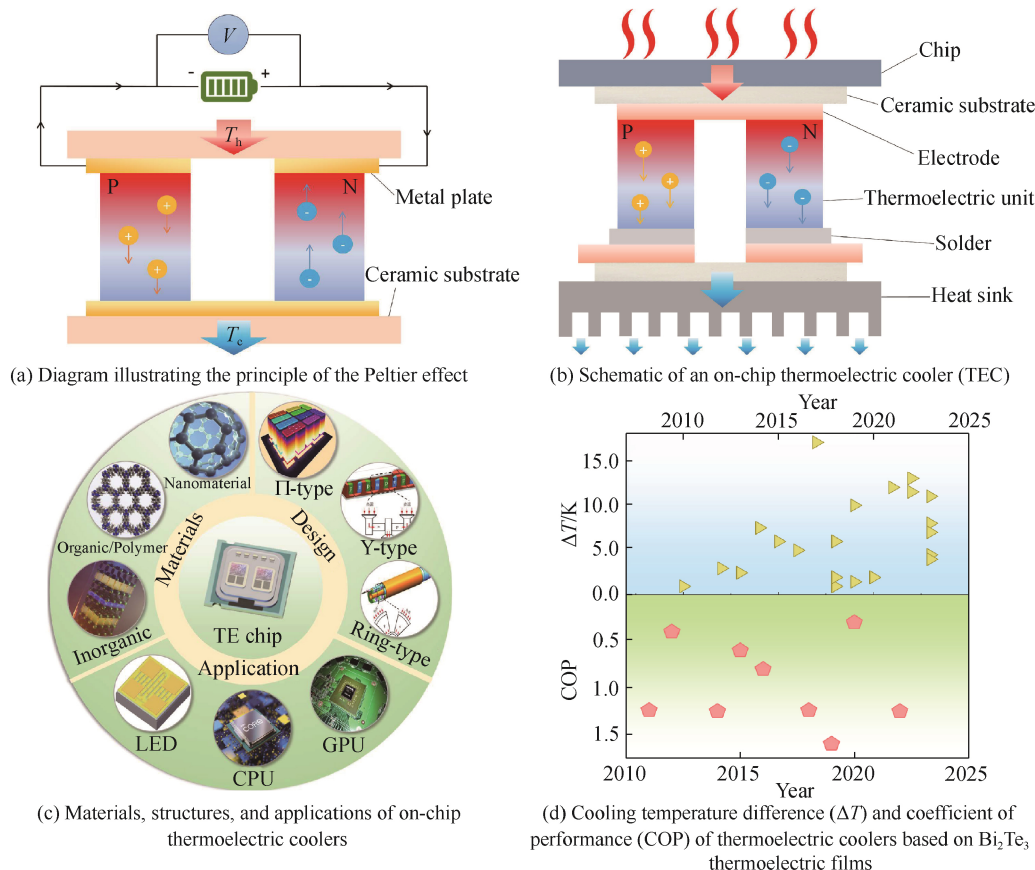 V
- +
T_h
P N
Metal plate
Ceramic substrate
T_c
(a) Diagram illustrating the principle of the Peltier effect
Chip
Ceramic substrate
P N
Electrode
Thermoelectric unit
Solder
Heat sink
(b) Schematic of an on-chip thermoelectric cooler (TEC)
Nanomaterial
Π-type
Organic/Polymer
Materials
Design
Y-type
Inorganic
TE chip
Ring-type
Application
LED
CPU
GPU
(c) Materials, structures, and applications of on-chip
thermoelectric coolers
Year
2010 2015 2020 2025
15.0
10.0
5.0
0.0
ΔT/K
0.5
1.0
1.5
COP
2010 2015 2020 2025
Year
(d) Cooling temperature difference (ΔT) and coefficient of
performance (COP) of thermoelectric coolers based on Bi₂Te₃
thermoelectric films